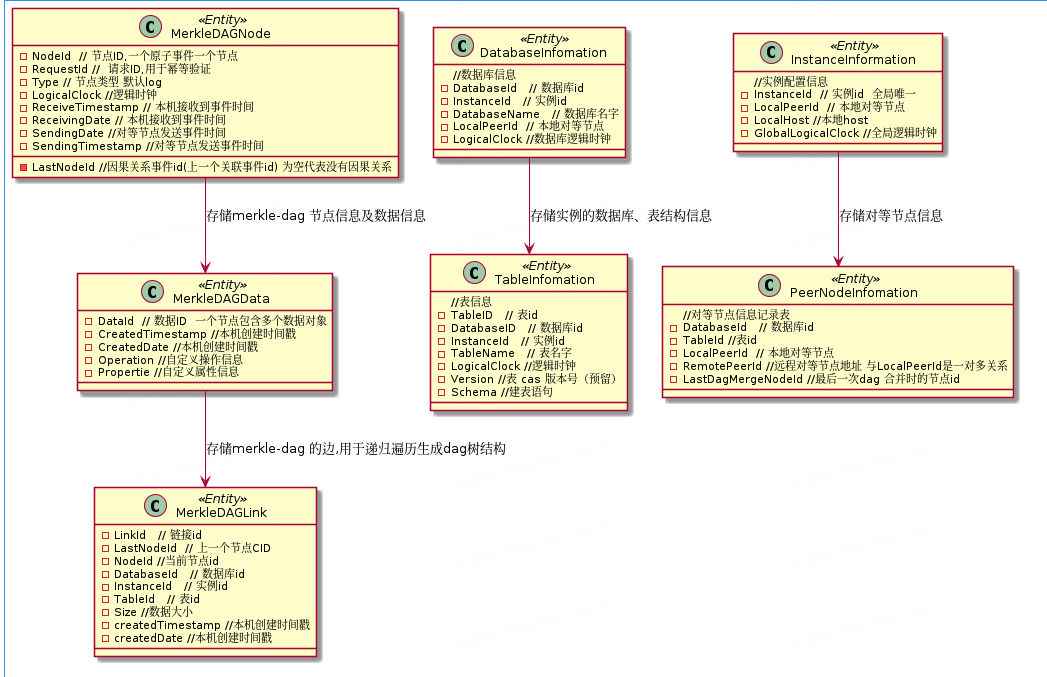 «Entity»
MerkleDAGNode
NodeId // 节点ID,一个原子事件一个节点
RequestId // 请求ID,用于幂等验证
Type // 节点类型 默认log
LogicalClock //逻辑时钟
ReceiveTimestamp // 本机接收到事件时间
ReceivingDate // 本机接收到事件时间
SendingDate //对等节点发送事件时间
SendingTimestamp //对等节点发送事件时间
LastNodeId //因果关系事件id(上一个关联事件id) 为空代表没有因果关系
存储merkle-dag 节点信息及数据信息
«Entity»
MerkleDAGData
DataId // 数据ID 一个节点包含多个数据对象
CreatedTimestamp //本机创建时间戳
CreatedDate //本机创建时间戳
Operation //自定义操作信息
Propertie //自定义属性信息
存储merkle-dag 的边,用于递归遍历生成dag树结构
«Entity»
MerkleDAGLink
LinkId // 链接id
LastNodeId // 上一个节点CID
NodeId //当前节点id
DatabaseId // 数据库id
InstanceId // 实例id
TableId // 表id
Size //数据大小
createdTimestamp //本机创建时间戳
createdDate //本机创建时间戳
«Entity»
DatabaseInfomation
//数据库信息
DatabaseId // 数据库id
InstanceId // 实例id
DatabaseName // 数据库名字
LocalPeerId // 本地对等节点
LogicalClock //数据库逻辑时钟
存储实例的数据库、表结构信息
«Entity»
TableInfomation
//表信息
TableID // 表id
DatabaseID // 数据库id
InstanceId // 实例id
TableName // 表名字
LogicalClock //逻辑时钟
Version //表 cas 版本号（预留）
Schema //建表语句
«Entity»
InstanceInformation
//实例配置信息
InstanceId // 实例id 全局唯一
LocalPeerId // 本地对等节点
LocalHost //本地host
GlobalLogicalClock //全局逻辑时钟
存储对等节点信息
«Entity»
PeerNodeInfomation
//对等节点信息记录表
DatabaseId // 数据库id
TableId //表id
LocalPeerId // 本地对等节点
RemotePeerId //远程对等节点地址 与LocalPeerId是一对多关系
LastDagMergeNodeId //最后一次dag 合并时的节点id